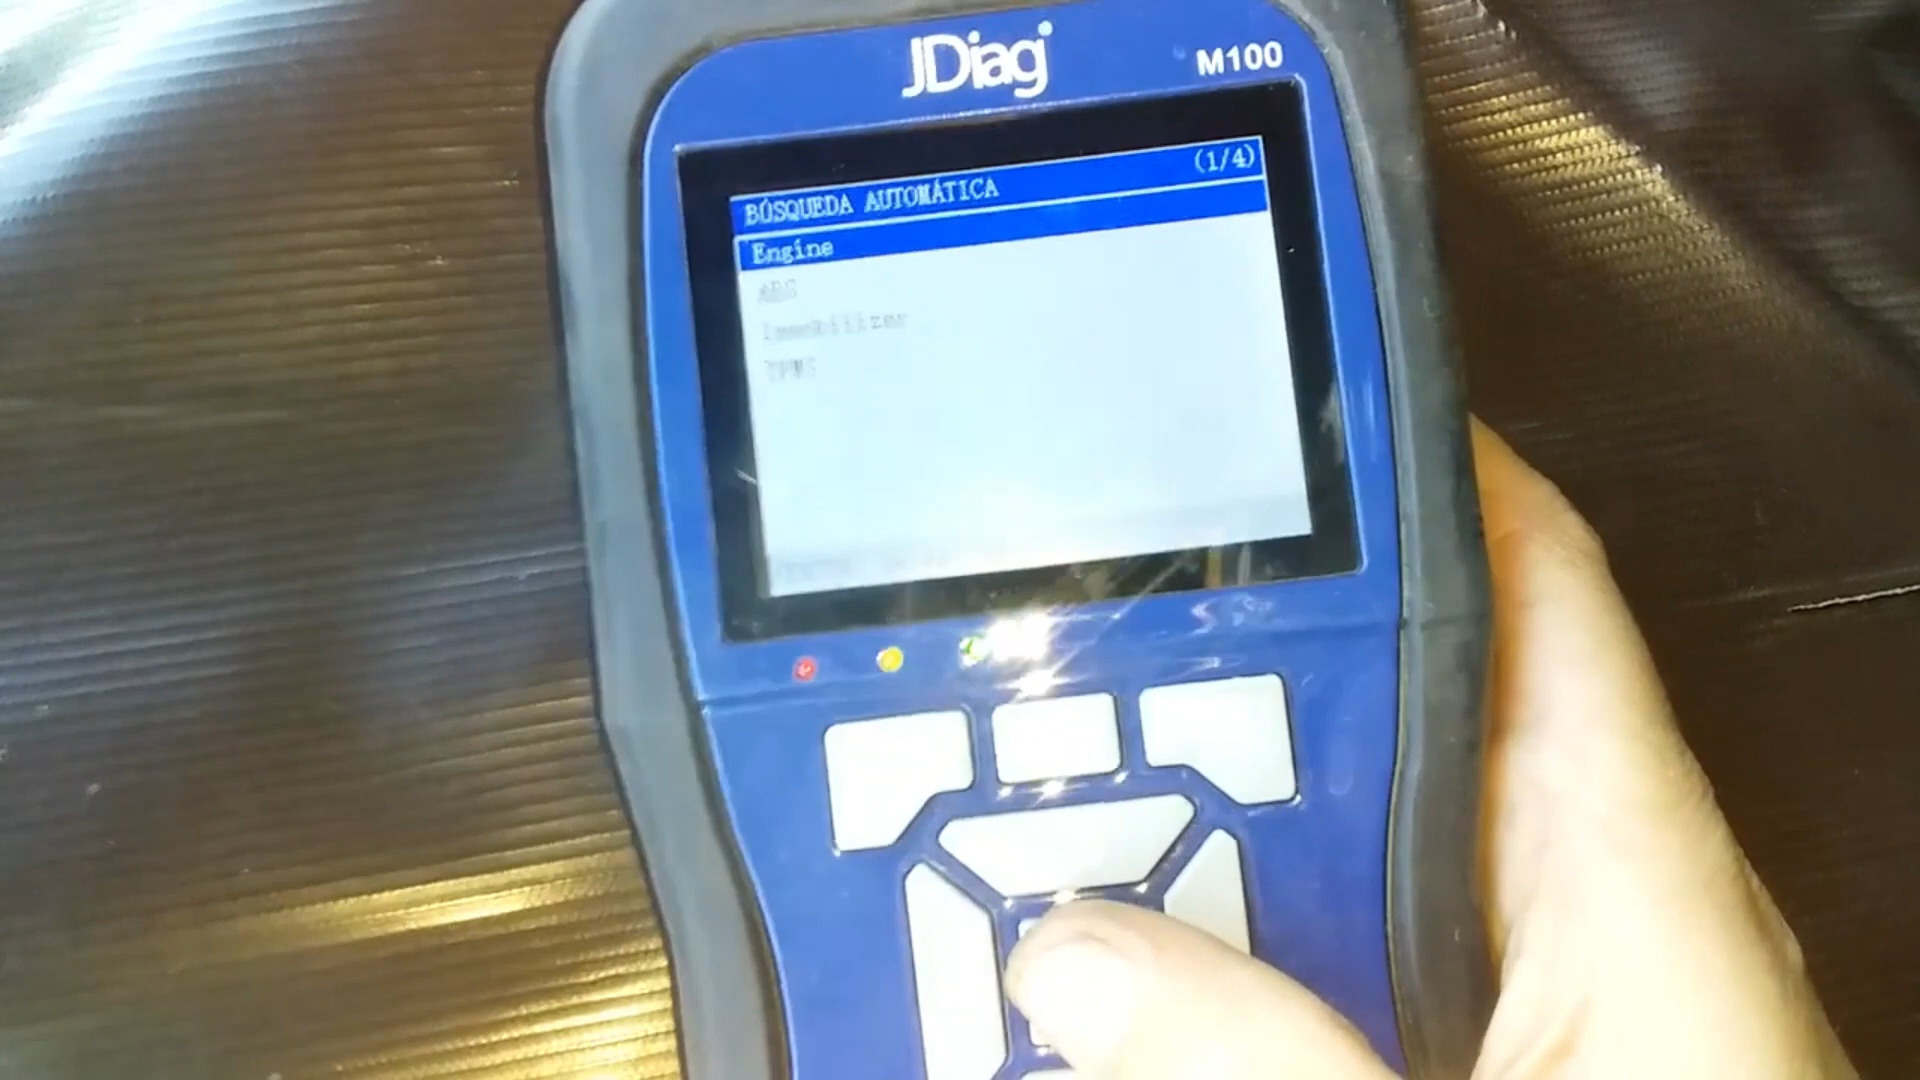 JDiag
M100
BÚSQUEDA AUTOMÁTICA (1/4)
Engine
ABS
Immobilizer
TPMS